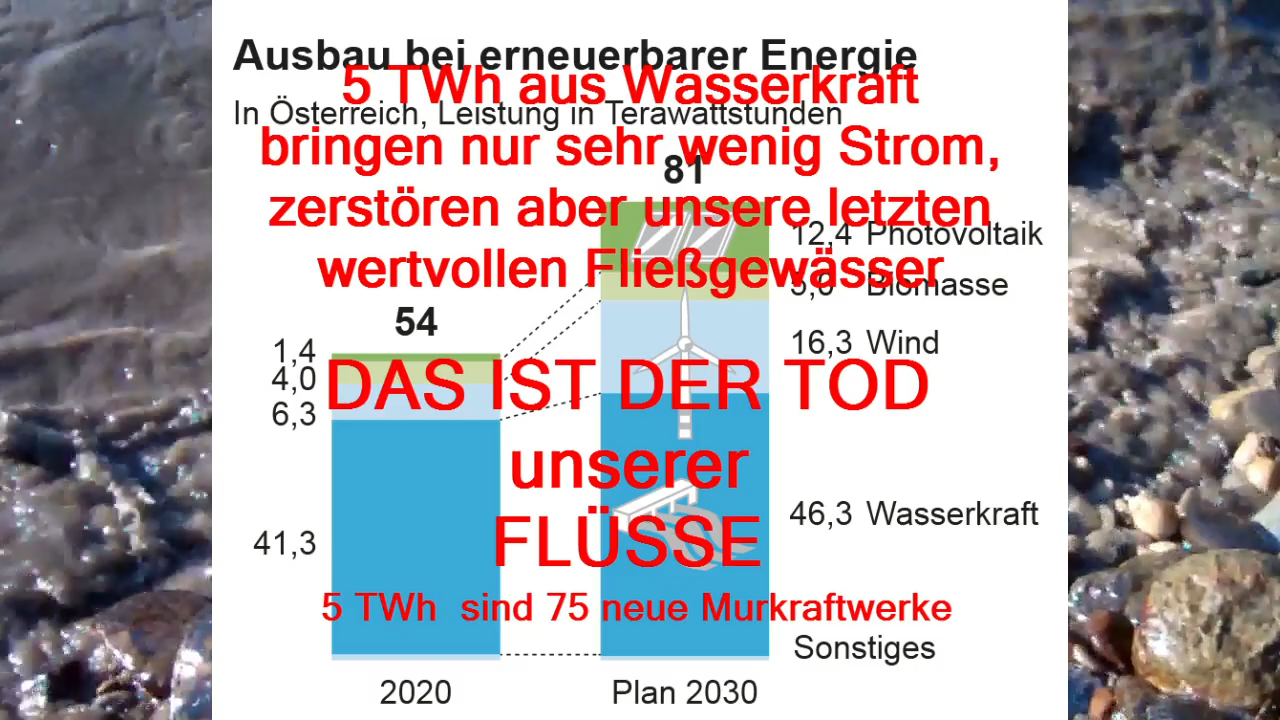 Ausbau bei erneuerbarer Energie
5 TWh aus Wasserkraft
In Österreich, Leistung in Terawattstunden
bringen nur sehr wenig Strom,
81
zerstören aber unsere letzten
12,4 Photovoltaik
wertvollen Fließgewässer
Biomasse
54
16,3 Wind
1,4
4,0
6,3
DAS IST DER TOD
unserer
46,3 Wasserkraft
41,3
FLÜSSE
5 TWh sind 75 neue Murkraftwerke
Sonstiges
2020
Plan 2030